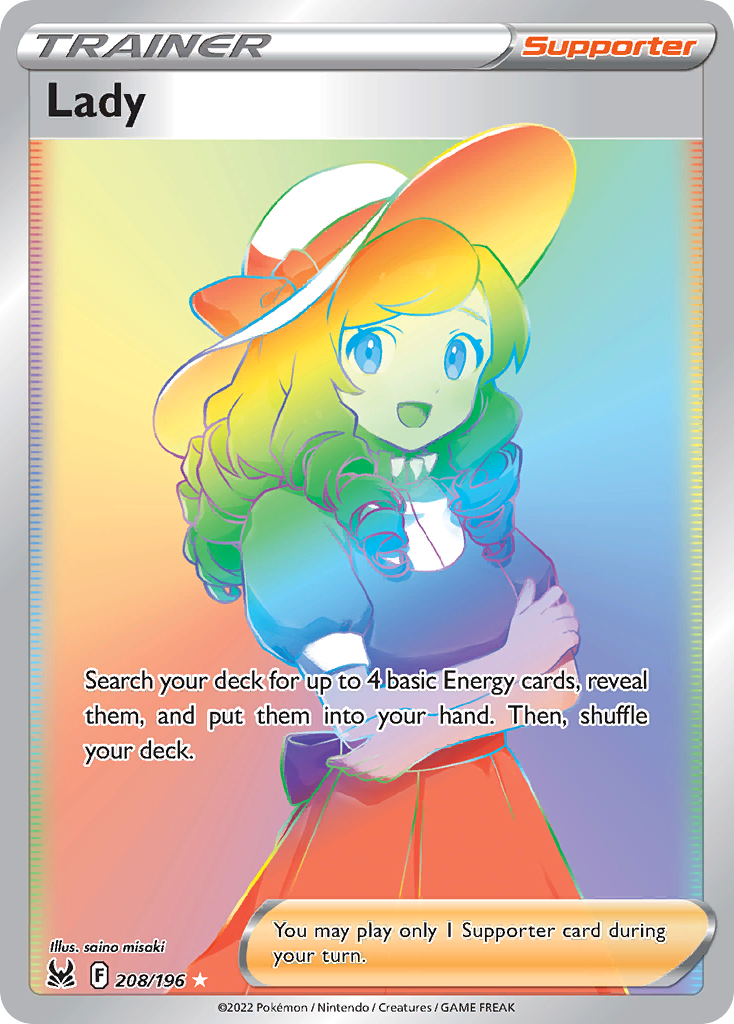 TRAINER Supporter
Lady
Search your deck for up to 4 basic Energy cards, reveal
them, and put them into your hand. Then, shuffle
your deck.
You may play only 1 Supporter card during
your turn.
Illus. saino misaki
F 208/196
©2022 Pokémon / Nintendo / Creatures / GAME FREAK